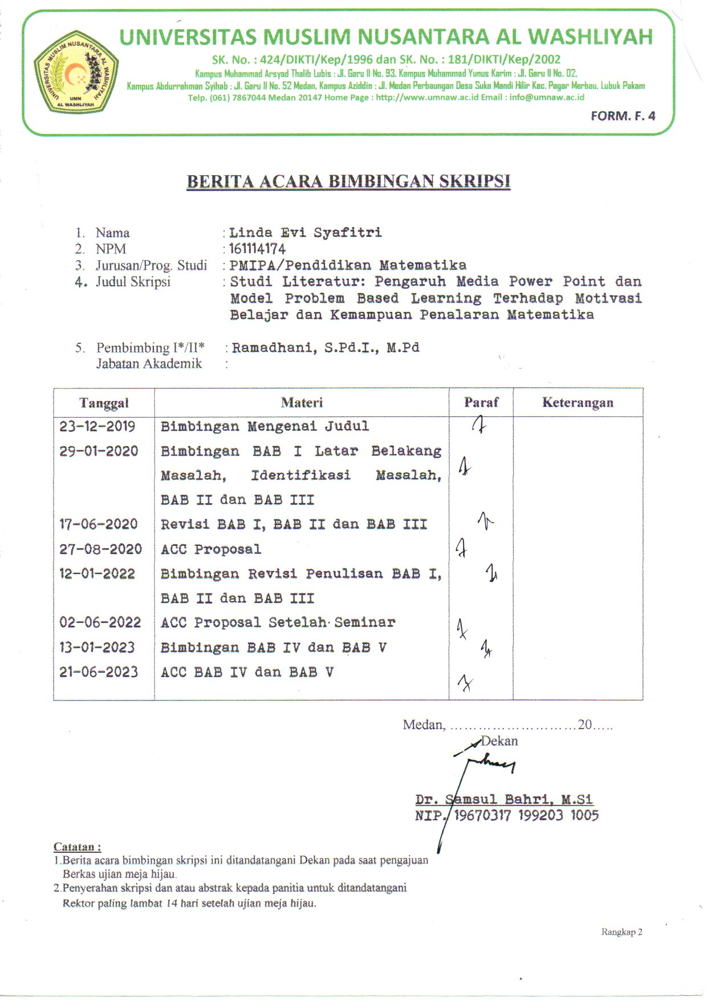 UNIVERSITAS MUSLIM NUSANTARA AL WASHLIYAH
SK. No. : 424/DIKTI/Kep/1996 dan SK. No. : 181/DIKTI/Kep/2002
Kampus Muhammad Arsyad Thalib Lubis : Jl. Garu II No. 93, Kampus Muhammad Yunus Karim : Jl. Garu II No. 02,
Kampus Abdurrahman Syihab : Jl. Garu II No. 52 Medan, Kampus Aziddin : Jl. Medan Perbaungan Desa Suka Mandi Hilir Kec. Pagar Merbau, Lubuk Pakam
Telp. (061) 7867044 Medan 20147 Home Page : http://www.umnaw.ac.id Email : info@umnaw.ac.id
FORM. F. 4
UNIVERSITAS MUSLIM NUSANTARA AL WASHLIYAH
UMN
AL WASHLIYAH
BERITA ACARA BIMBINGAN SKRIPSI
1. Nama : Linda Evi Syafitri
2. NPM : 161114174
3. Jurusan/Prog. Studi : PMIPA/Pendidikan Matematika
4. Judul Skripsi : Studi Literatur: Pengaruh Media Power Point dan
Model Problem Based Learning Terhadap Motivasi
Belajar dan Kemampuan Penalaran Matematika
5. Pembimbing I*/II* : Ramadhani, S.Pd.I., M.Pd
Jabatan Akademik :
Tanggal Materi Paraf Keterangan
23-12-2019 Bimbingan Mengenai Judul
29-01-2020 Bimbingan BAB I Latar Belakang
Masalah, Identifikasi Masalah,
BAB II dan BAB III
17-06-2020 Revisi BAB I, BAB II dan BAB III
27-08-2020 ACC Proposal
12-01-2022 Bimbingan Revisi Penulisan BAB I,
BAB II dan BAB III
02-06-2022 ACC Proposal Setelah Seminar
13-01-2023 Bimbingan BAB IV dan BAB V
21-06-2023 ACC BAB IV dan BAB V
Medan, ............................20.....
Dekan
Dr. Samsul Bahri, M.Si
NIP. 19670317 199203 1005
Catatan :
1.Berita acara bimbingan skripsi ini ditandatangani Dekan pada saat pengajuan
Berkas ujian meja hijau.
2.Penyerahan skripsi dan atau abstrak kepada panitia untuk ditandatangani
Rektor paling lambat 14 hari setelah ujian meja hijau.
Rangkap 2